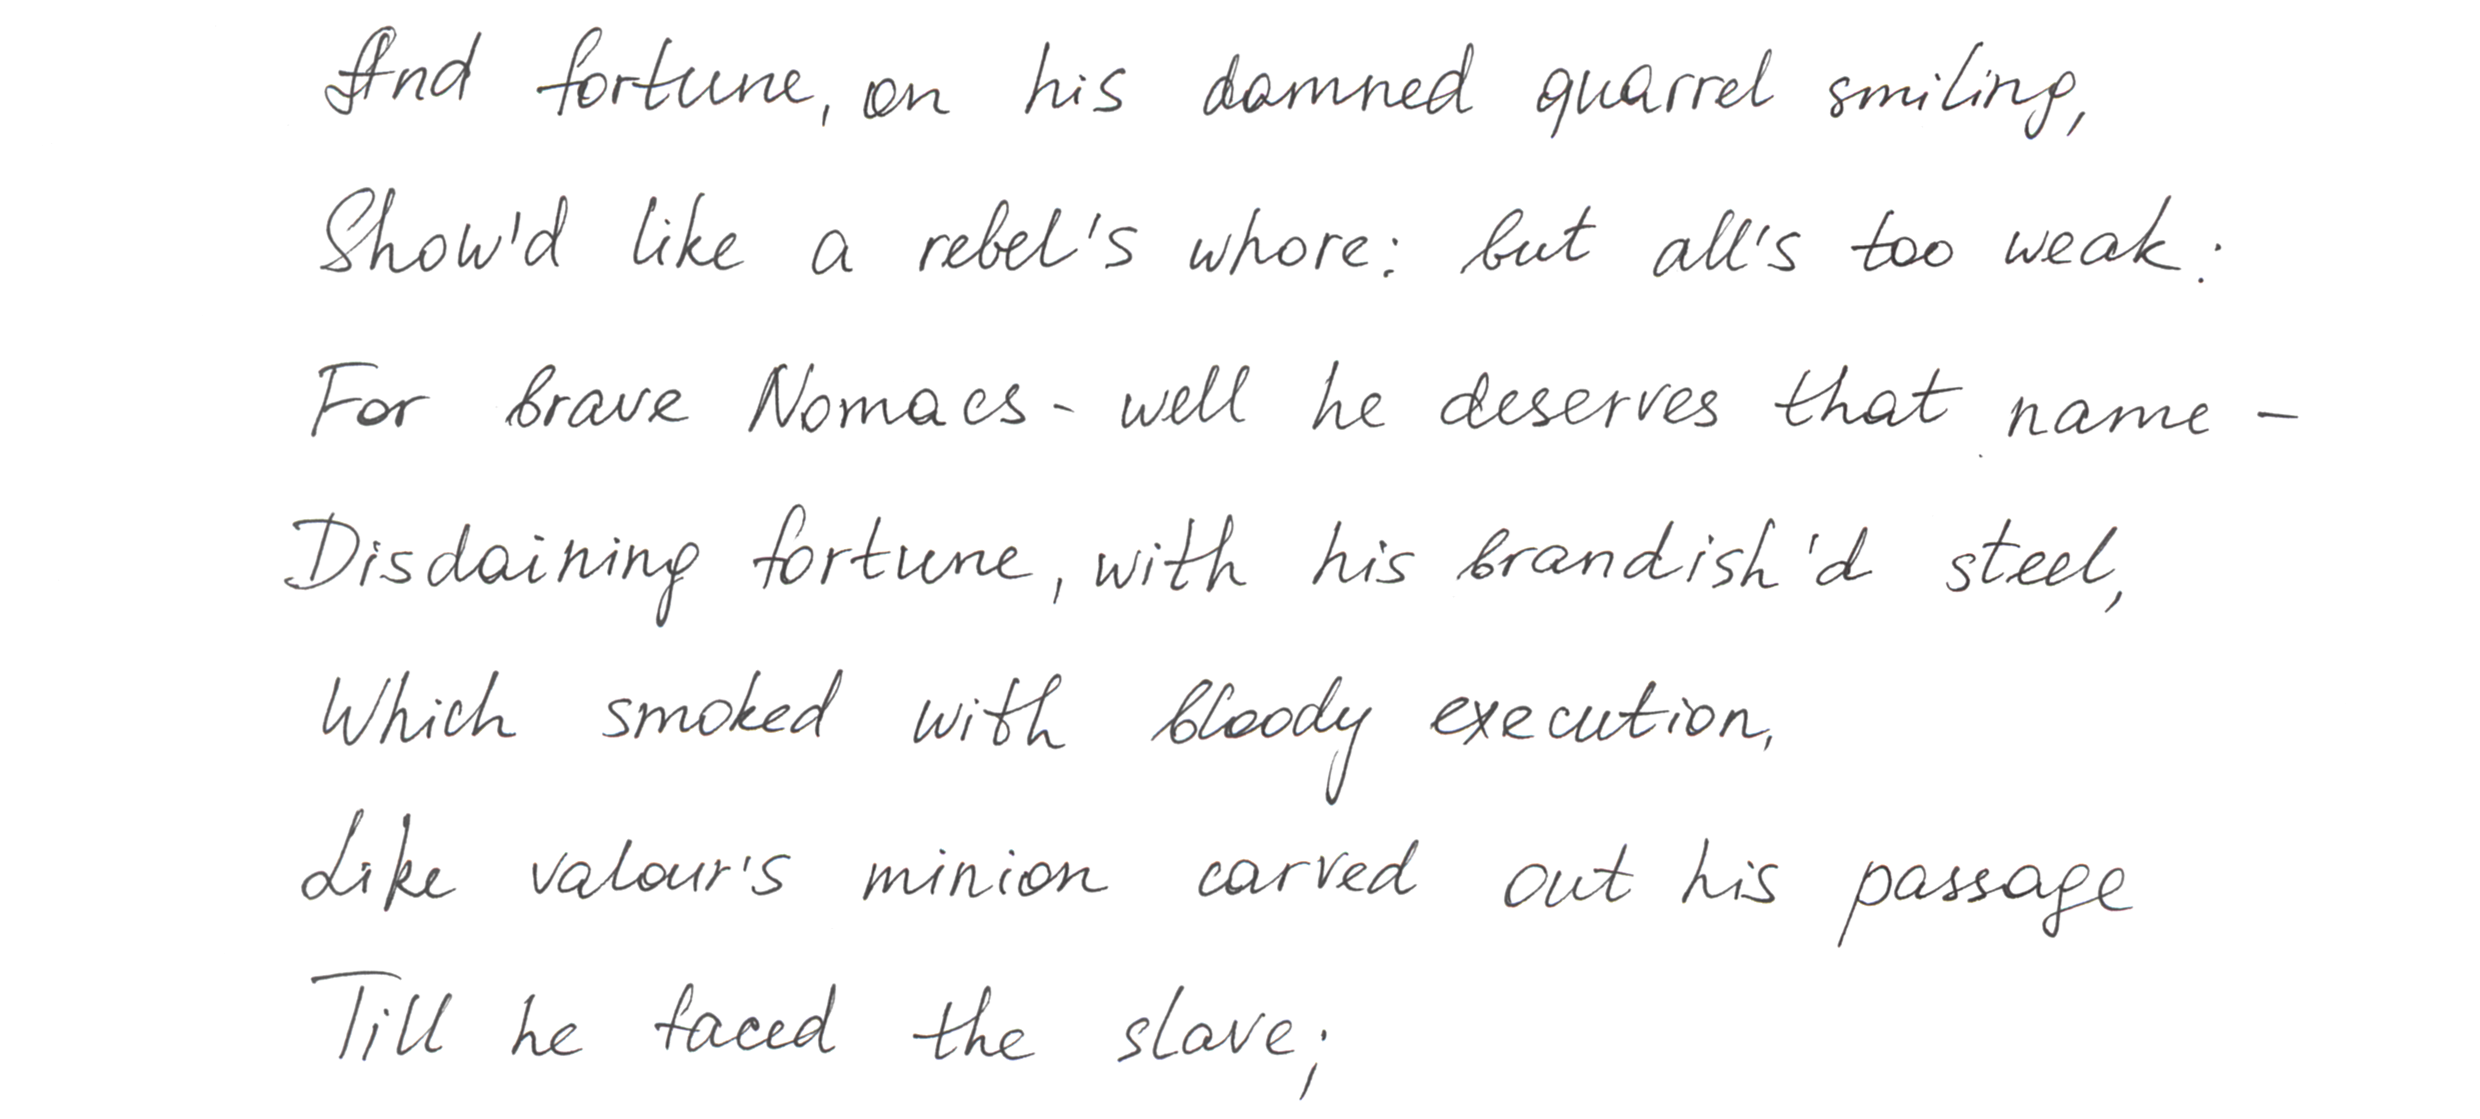 And fortune, on his damned quarrel smiling,
Show'd like a rebel's whore: but all's too weak:
For brave Nomacs - well he deserves that name -
Disdaining fortune, with his brandish'd steel,
Which smoked with bloody execution,
Like valour's minion carved out his passage
Till he faced the slave;